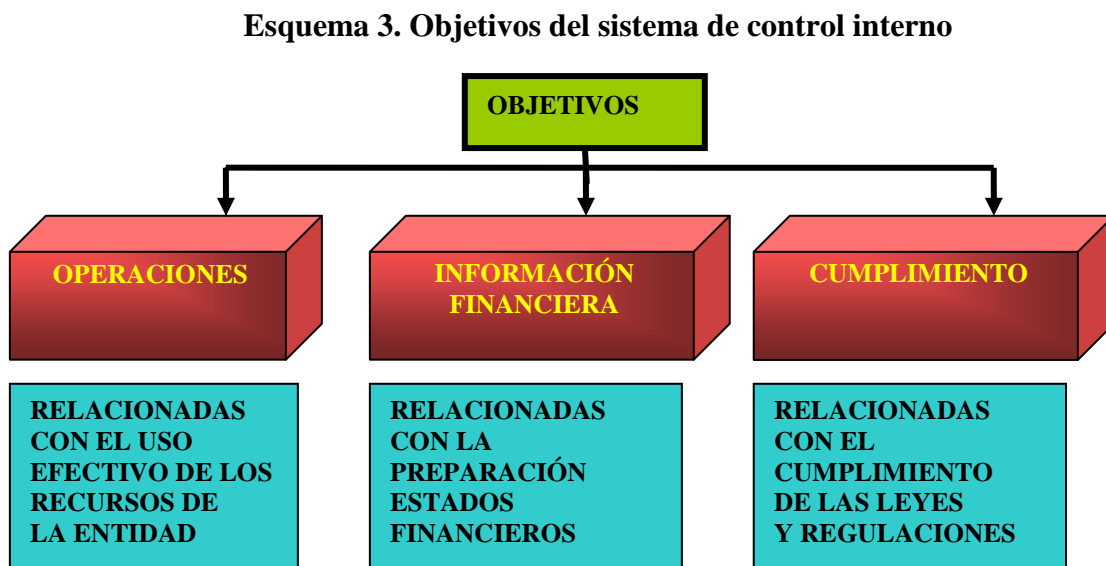 Esquema 3. Objetivos del sistema de control interno
OBJETIVOS
OPERACIONES
INFORMACIÓN
FINANCIERA
CUMPLIMIENTO
RELACIONADAS
CON EL USO
EFECTIVO DE LOS
RECURSOS DE
LA ENTIDAD
RELACIONADAS
CON LA
PREPARACIÓN
ESTADOS
FINANCIEROS
RELACIONADAS
CON EL
CUMPLIMIENTO
DE LAS LEYES
Y REGULACIONES